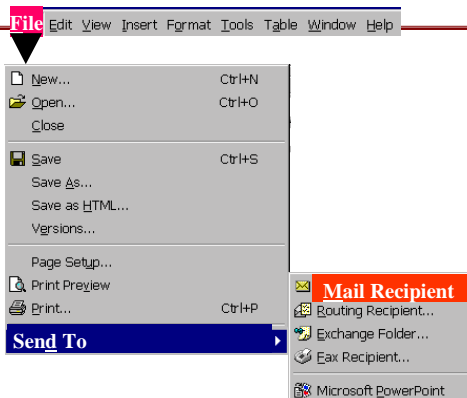 File Edit View Insert Format Tools Table Window Help
New... Ctrl+N
Open... Ctrl+O
Close
Save Ctrl+S
Save As...
Save as HTML...
Versions...
Page Setup...
Print Preview
Print... Ctrl+P
Send To
Mail Recipient
Routing Recipient...
Exchange Folder...
Fax Recipient...
Microsoft PowerPoint